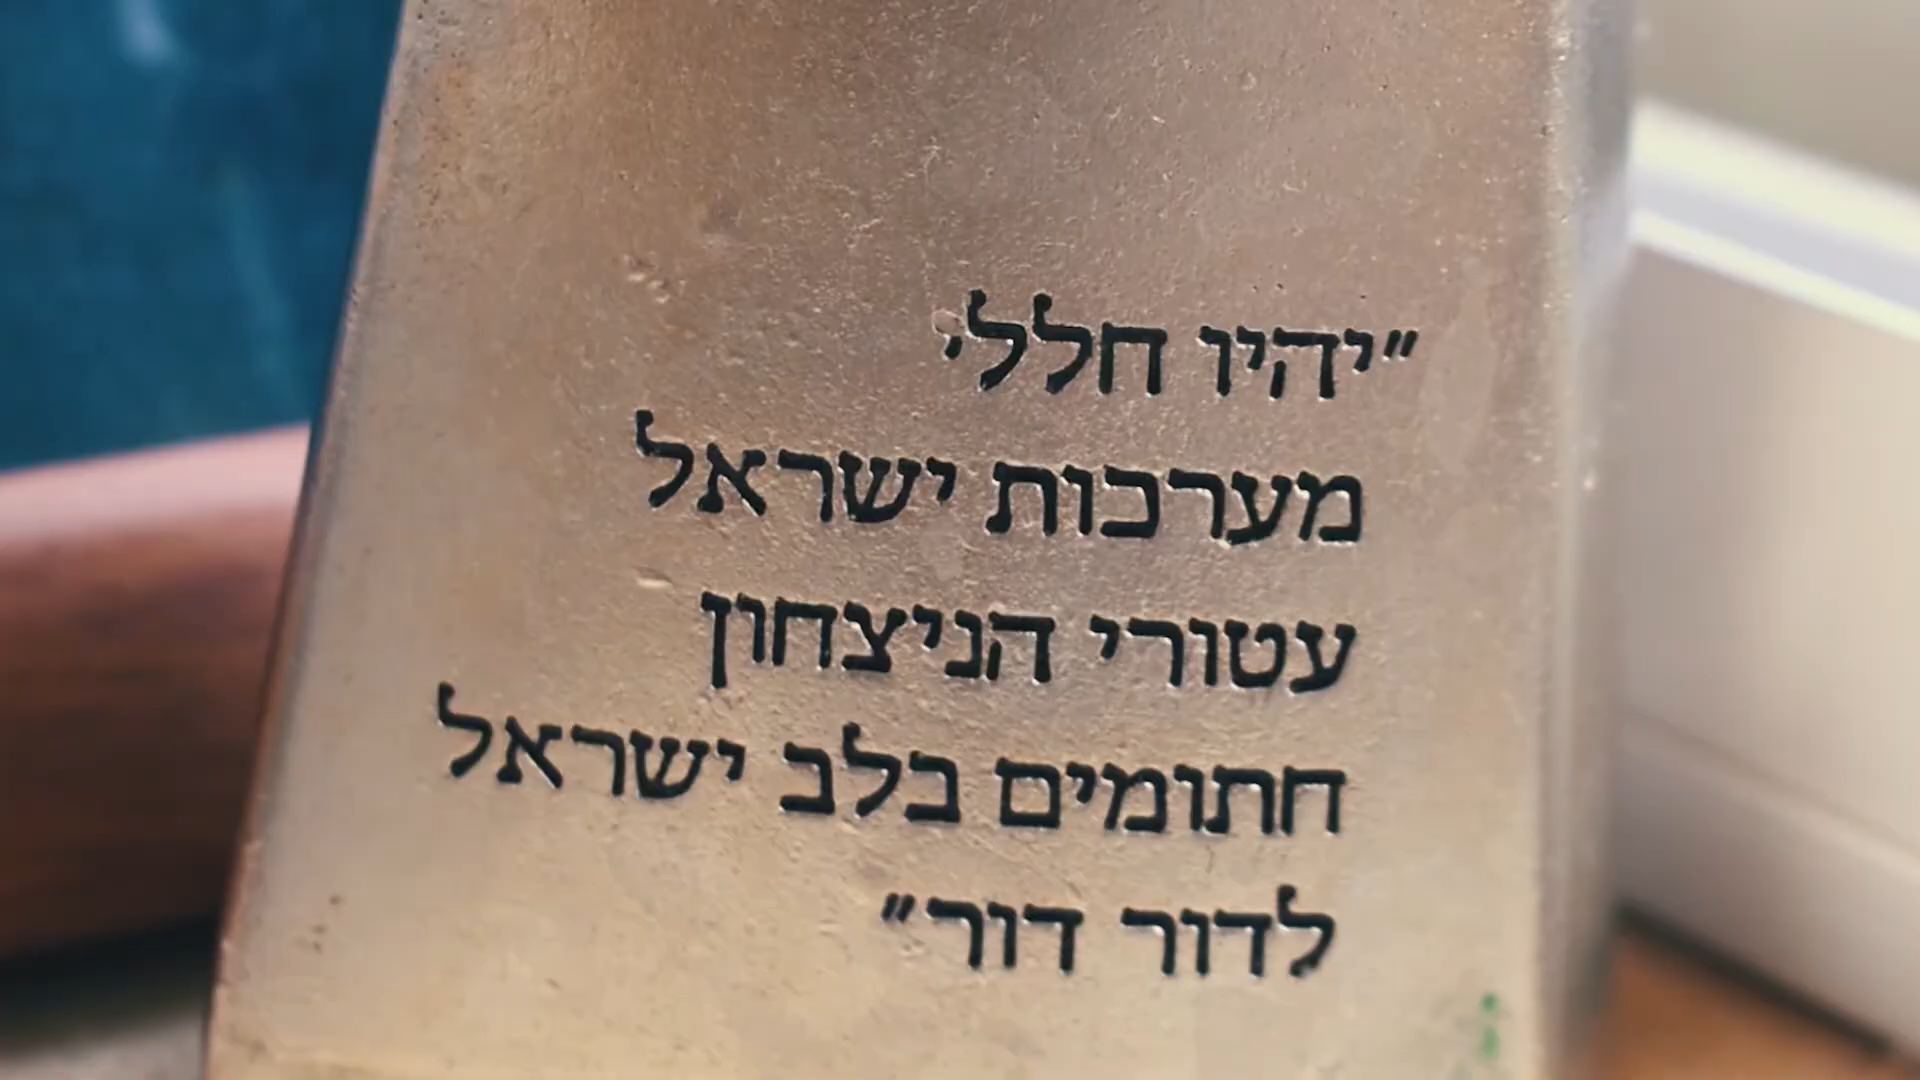 "יהיו חללי
מערכות ישראל
עטורי הניצחון
חתומים בלב ישראל
לדור דור"